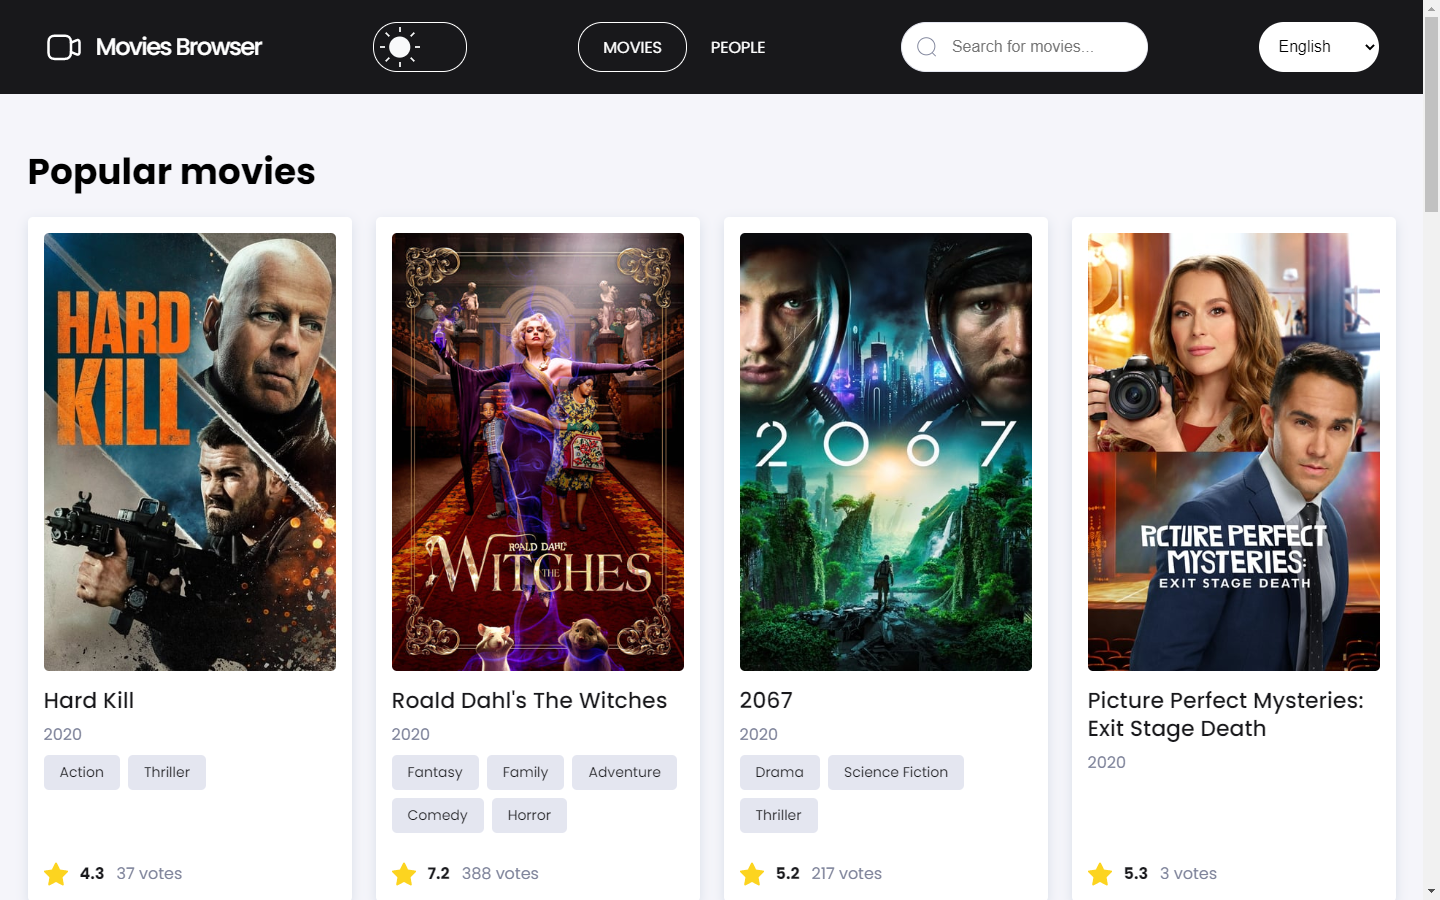 Movies Browser
MOVIES
PEOPLE
Search for movies...
English
Popular movies
HARD
KILL
ROALD DAHL'S
THE WITCHES
2067
PICTURE PERFECT
MYSTERIES:
EXIT STAGE DEATH
Hard Kill
2020
Action
Thriller
4.3 37 votes
Roald Dahl's The Witches
2020
Fantasy
Family
Adventure
Comedy
Horror
7.2 388 votes
2067
2020
Drama
Science Fiction
Thriller
5.2 217 votes
Picture Perfect Mysteries:
Exit Stage Death
2020
5.3 3 votes